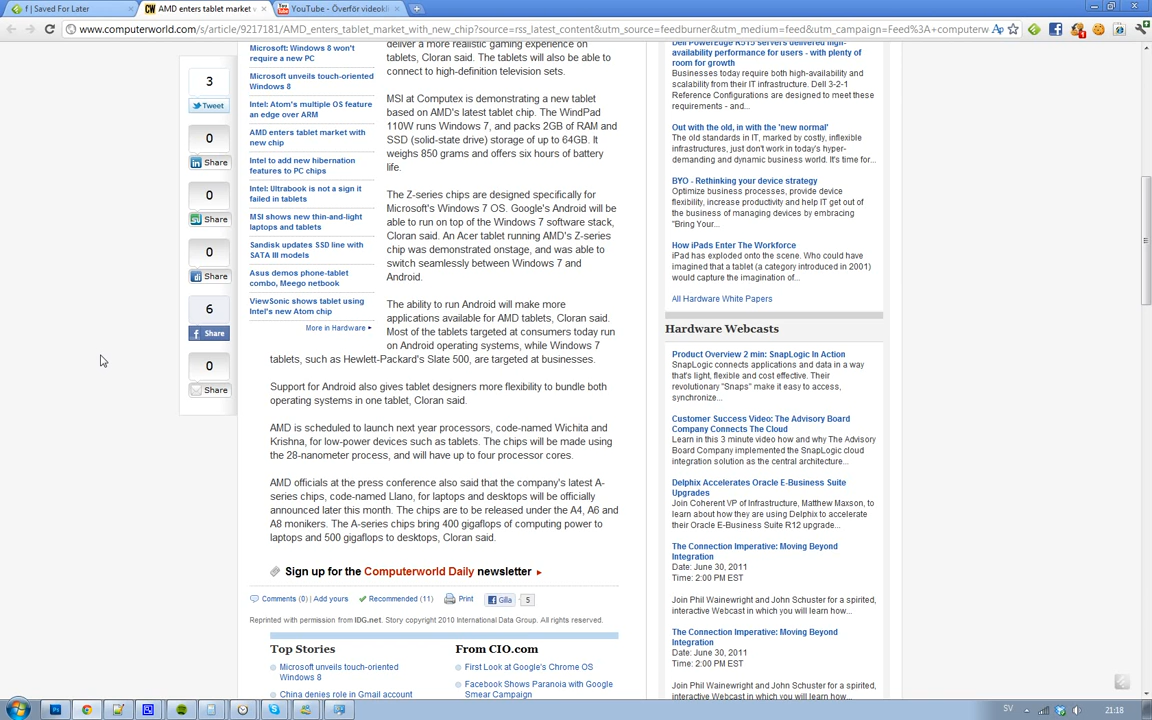 f | Saved For Later
AMD enters tablet market w
YouTube - Överför videokli
www.computerworld.com/s/article/9217181/AMD_enters_tablet_market_with_new_chip?source=rss_latest_content&utm_source=feedburner&utm_medium=feed&utm_campaign=Feed%3A+computerw
3
Tweet
0
Share
0
Share
0
Share
6
Share
0
Share
Microsoft: Windows 8 won't
require a new PC
Microsoft unveils touch-oriented
Windows 8
Intel: Atom's multiple OS feature
an edge over ARM
AMD enters tablet market with
new chip
Intel to add new hibernation
features to PC chips
Intel: Ultrabook is not a sign it
failed in tablets
MSI shows new thin-and-light
laptops and tablets
Sandisk updates SSD line with
SATA III models
Asus demos phone-tablet
combo, Meego netbook
ViewSonic shows tablet using
Intel's new Atom chip
More in Hardware
deliver a more realistic gaming experience on
tablets, Cloran said. The tablets will also be able to
connect to high-definition television sets.
MSI at Computex is demonstrating a new tablet
based on AMD's latest tablet chip. The WindPad
110W runs Windows 7, and packs 2GB of RAM and
SSD (solid-state drive) storage of up to 64GB. It
weighs 850 grams and offers six hours of battery
life.
The Z-series chips are designed specifically for
Microsoft's Windows 7 OS. Google's Android will be
able to run on top of the Windows 7 software stack,
Cloran said. An Acer tablet running AMD's Z-series
chip was demonstrated onstage, and was able to
switch seamlessly between Windows 7 and
Android.
The ability to run Android will make more
applications available for AMD tablets, Cloran said.
Most of the tablets targeted at consumers today run
on Android operating systems, while Windows 7
tablets, such as Hewlett-Packard's Slate 500, are targeted at businesses.
Support for Android also gives tablet designers more flexibility to bundle both
operating systems in one tablet, Cloran said.
AMD is scheduled to launch next year processors, code-named Wichita and
Krishna, for low-power devices such as tablets. The chips will be made using
the 28-nanometer process, and will have up to four processor cores.
AMD officials at the press conference also said that the company's latest A-
series chips, code-named Llano, for laptops and desktops will be officially
announced later this month. The chips are to be released under the A4, A6 and
A8 monikers. The A-series chips bring 400 gigaflops of computing power to
laptops and 500 gigaflops to desktops, Cloran said.
Sign up for the Computerworld Daily newsletter
Comments (0) | Add yours Recommended (11) Print Gilla 5
Reprinted with permission from IDG.net. Story copyright 2010 International Data Group. All rights reserved.
Top Stories
Microsoft unveils touch-oriented
Windows 8
China denies role in Gmail account
From CIO.com
First Look at Google's Chrome OS
Facebook Shows Paranoia with Google
Smear Campaign
Dell PowerEdge R515 servers delivered high-
availability performance for users - with plenty of
room for growth
Businesses today require both high-availability and
scalability from their IT infrastructure. Dell 3-2-1
Reference Configurations are designed to meet these
requirements - and...
Out with the old, in with the 'new normal'
The old standards in IT, marked by costly, inflexible
infrastructures, just don't work in today's hyper-
demanding and dynamic business world. It's time for...
BYO - Rethinking your device strategy
Optimize business processes, provide device
flexibility, increase productivity and help IT get out of
the business of managing devices by embracing
"Bring Your...
How iPads Enter The Workforce
iPad has exploded onto the scene. Who could have
imagined that a tablet (a category introduced in 2001)
would capture the imagination of...
All Hardware White Papers
Hardware Webcasts
Product Overview 2 min: SnapLogic In Action
SnapLogic connects applications and data in a way
that's light, flexible and cost effective. Their
revolutionary "Snaps" make it easy to access,
synchronize...
Customer Success Video: The Advisory Board
Company Connects The Cloud
Learn in this 3 minute video how and why The Advisory
Board Company implemented the SnapLogic cloud
integration solution as the central architecture...
Delphix Accelerates Oracle E-Business Suite
Upgrades
Join Coherent VP of Infrastructure, Matthew Maxson, to
learn about how they are using Delphix to accelerate
their Oracle E-Business Suite R12 upgrade...
The Connection Imperative: Moving Beyond
Integration
Date: June 30, 2011
Time: 2:00 PM EST
Join Phil Wainewright and John Schuster for a spirited,
interactive Webcast in which you will learn how...
The Connection Imperative: Moving Beyond
Integration
Date: June 30, 2011
Time: 2:00 PM EST
Join Phil Wainewright and John Schuster for a spirited,
interactive Webcast in which you will learn how...
SV
21:18